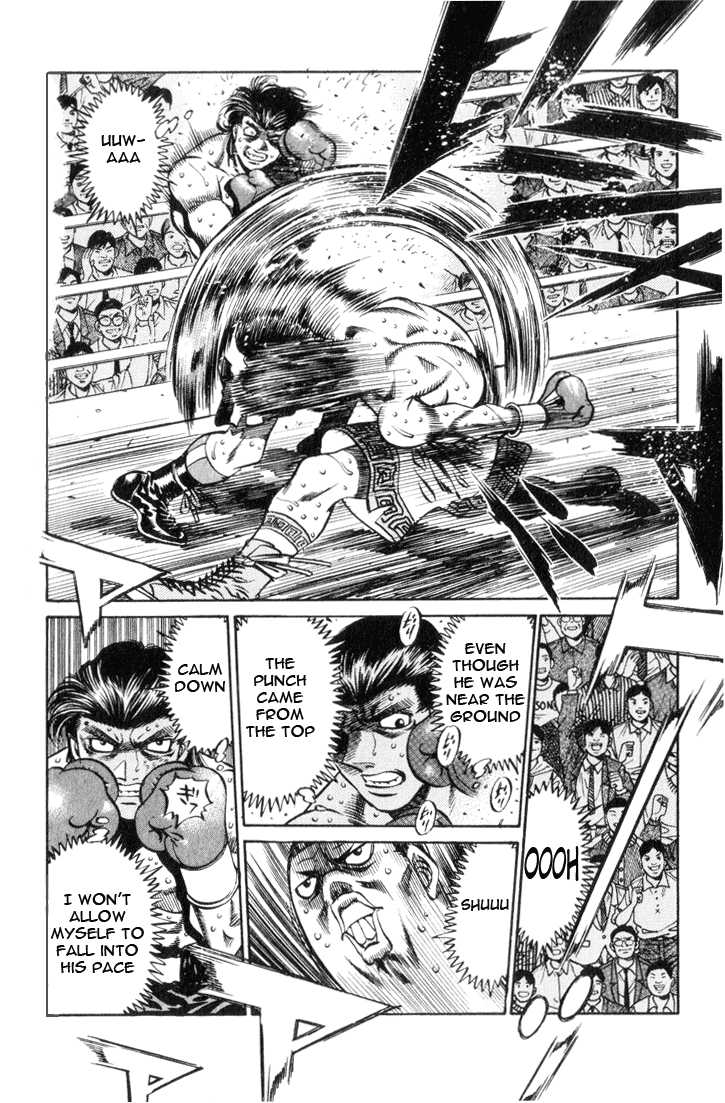 UUW-
AAA
EVEN
THOUGH
HE WAS
NEAR THE
GROUND
THE
PUNCH
CAME
FROM
THE TOP
CALM
DOWN
OOOH
SHUUU
I WON'T
ALLOW
MYSELF TO
FALL INTO
HIS PACE